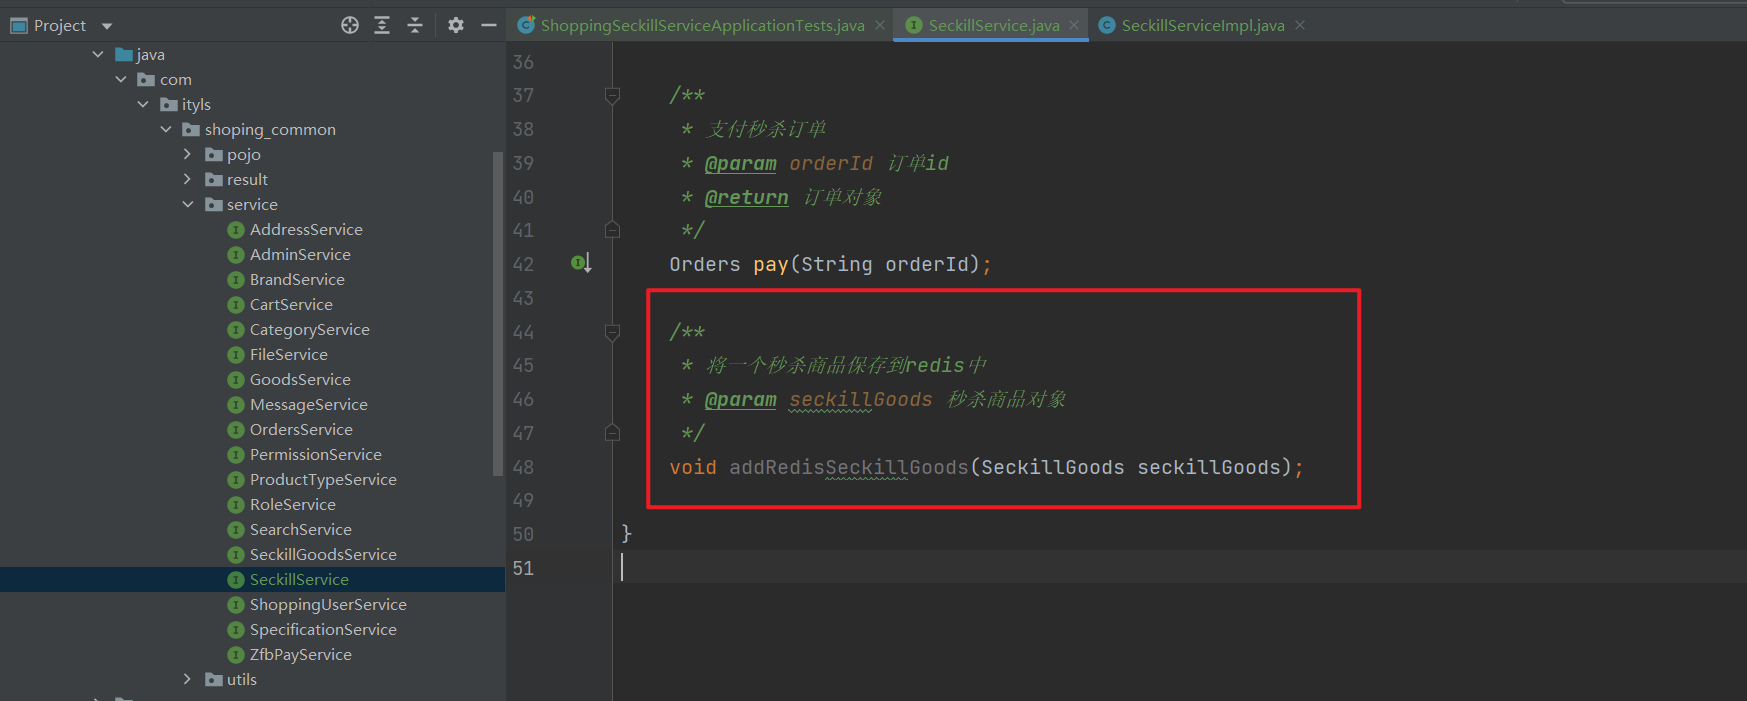 Project
ShoppingSeckillServiceApplicationTests.java
SeckillService.java
SeckillServiceImpl.java
java
com
ityls
shoping_common
pojo
result
service
AddressService
AdminService
BrandService
CartService
CategoryService
FileService
GoodsService
MessageService
OrdersService
PermissionService
ProductTypeService
RoleService
SearchService
SeckillGoodsService
SeckillService
ShoppingUserService
SpecificationService
ZfbPayService
utils
36
37 /**
38 * 支付秒杀订单
39 * @param orderId 订单id
40 * @return 订单对象
41 */
42 Orders pay(String orderId);
43
44 /**
45 * 将一个秒杀商品保存到redis中
46 * @param seckillGoods 秒杀商品对象
47 */
48 void addRedisSeckillGoods(SeckillGoods seckillGoods);
49
50 }
51